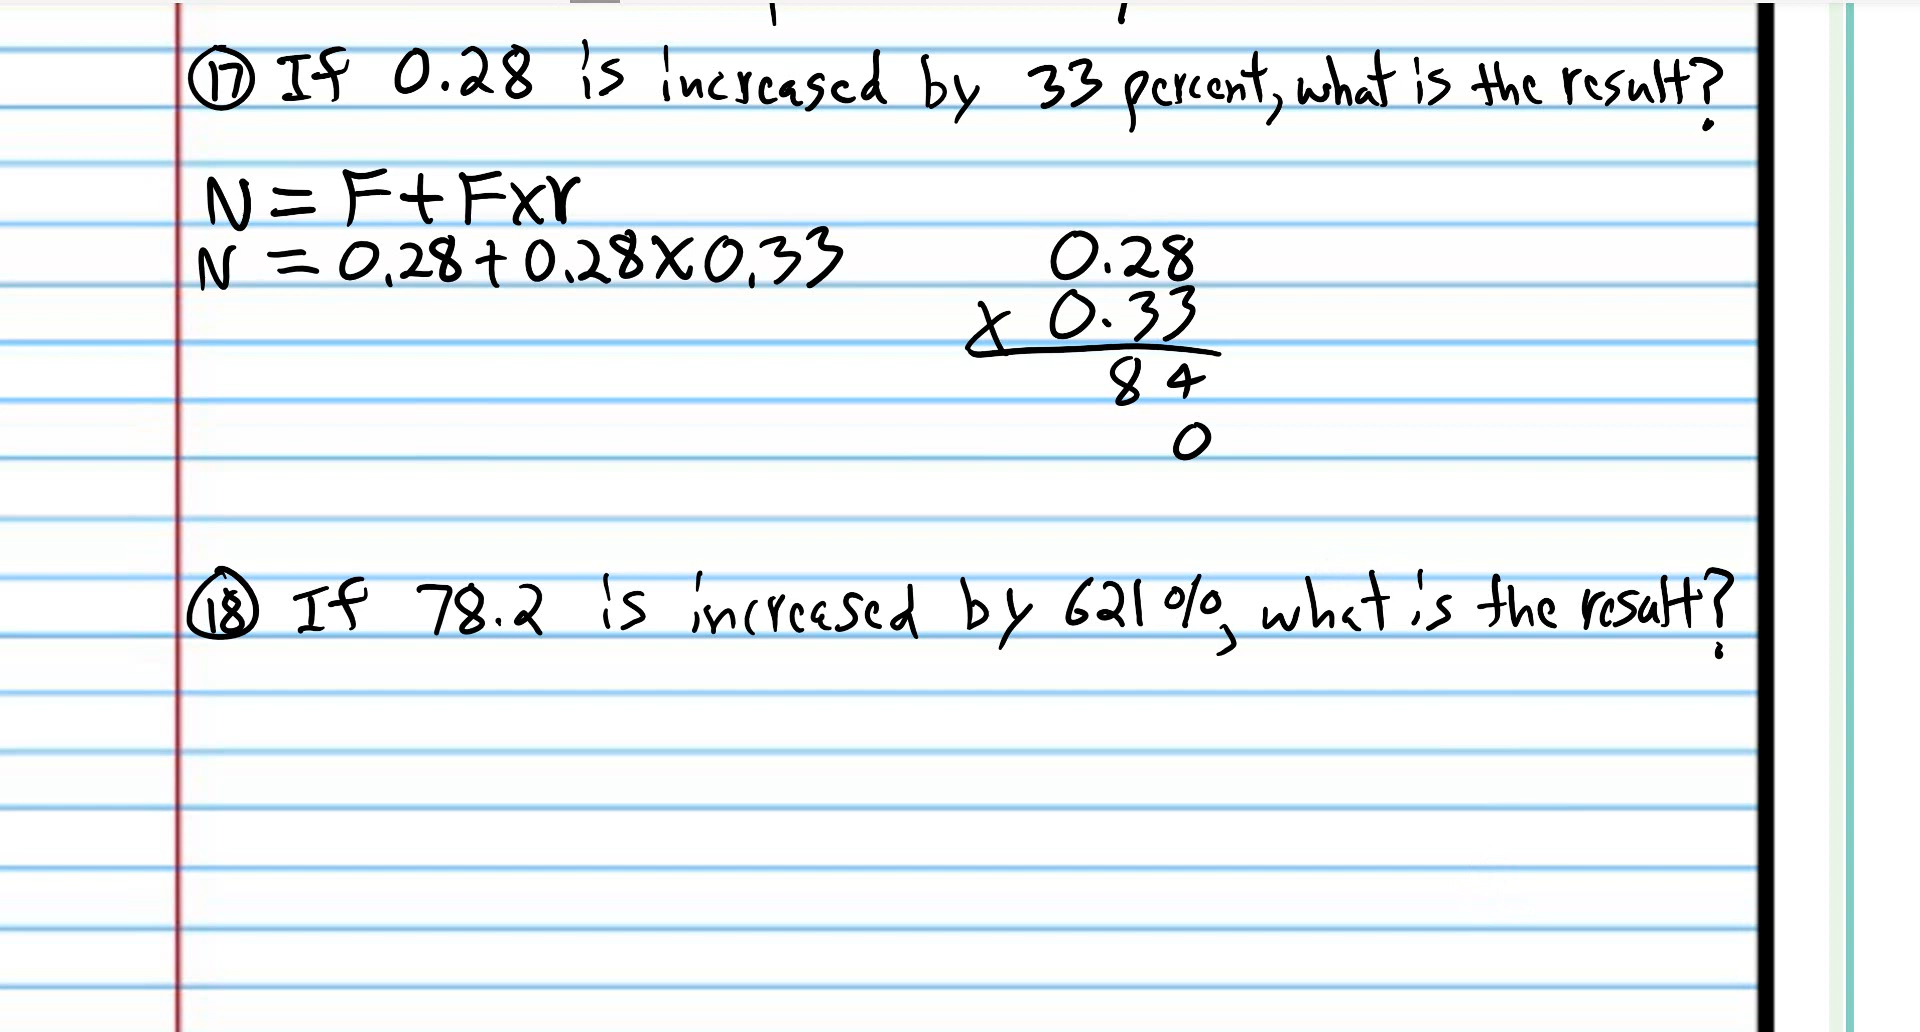 17 If 0.28 is increased by 33 percent, what is the result?
N = F + F x r
N = 0.28 + 0.28 x 0.33
0.28
x 0.33
84
0
18 If 78.2 is increased by 621%, what is the result?